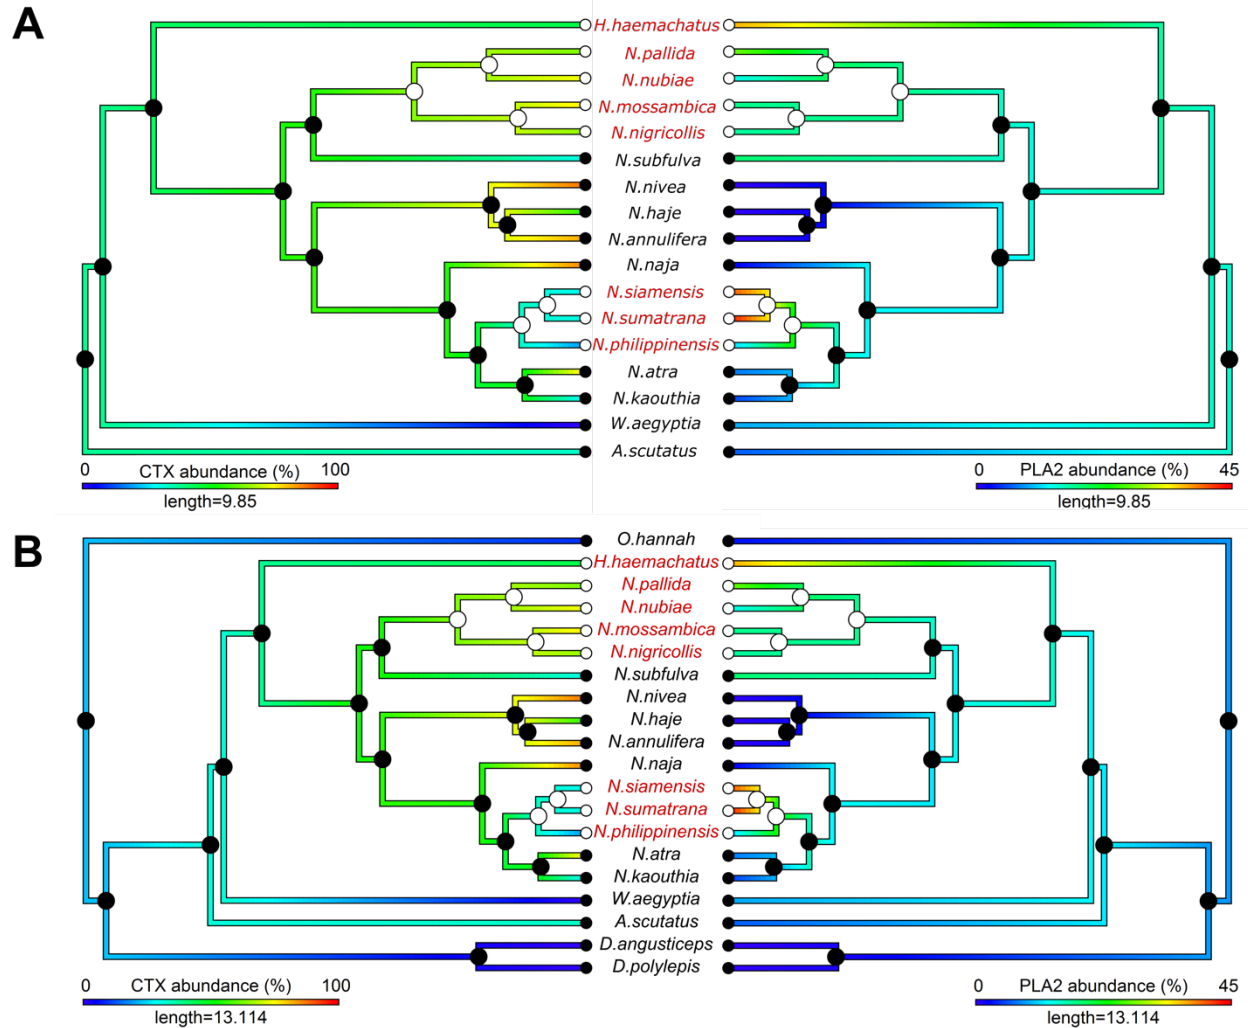 A
H.haemachatus
N.pallida
N.nubiae
N.mossambica
N.nigricollis
N.subfulva
N.nivea
N.haje
N.annulifera
N.naja
N.siamensis
N.sumatrana
N.philippinensis
N.atra
N.kaouthia
W.aegyptia
A.scutatus
0 CTX abundance (%) 100
length=9.85
0 PLA2 abundance (%) 45
length=9.85
B
O.hannah
H.haemachatus
N.pallida
N.nubiae
N.mossambica
N.nigricollis
N.subfulva
N.nivea
N.haje
N.annulifera
N.naja
N.siamensis
N.sumatrana
N.philippinensis
N.atra
N.kaouthia
W.aegyptia
A.scutatus
D.angusticeps
D.polylepis
0 CTX abundance (%) 100
length=13.114
0 PLA2 abundance (%) 45
length=13.114